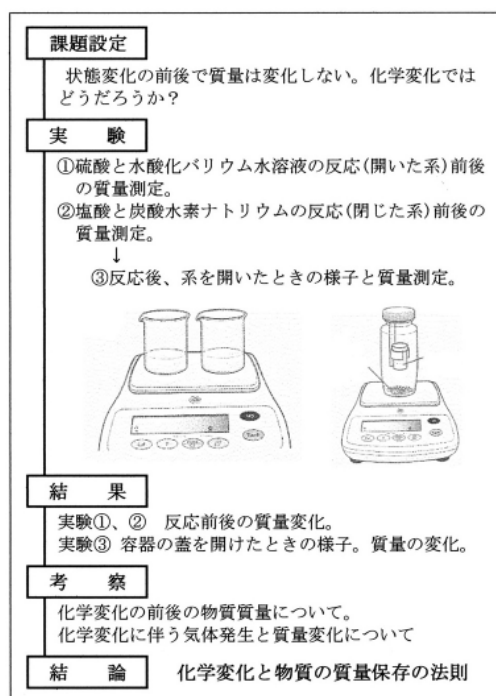 課題設定
状態変化の前後で質量は変化しない。化学変化では
どうだろうか？
実　験
①硫酸と水酸化バリウム水溶液の反応(開いた系)前後
の質量測定。
②塩酸と炭酸水素ナトリウムの反応(閉じた系)前後の
質量測定。
↓
③反応後、系を開いたときの様子と質量測定。
結　果
実験①、②　反応前後の質量変化。
実験③ 容器の蓋を開けたときの様子。質量の変化。
考　察
化学変化の前後の物質質量について。
化学変化に伴う気体発生と質量変化について
結　論　化学変化と物質の質量保存の法則